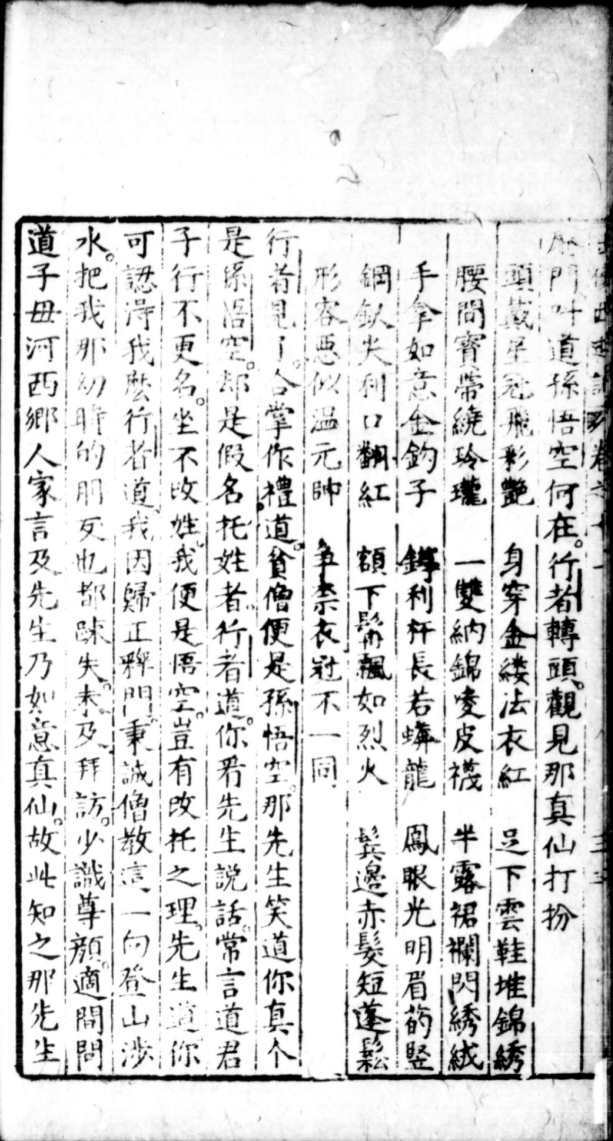 菴門叫道孫悟空何在行者轉頭觀見那真仙打扮
頭戴星冠飛彩艷　身穿金縷法衣紅　足下雲鞋堆錦綉
腰間寶帶繞玲瓏　一雙納錦凌皮襪　半露裙襴閃綉絨
手拿如意金鈎子　鐏利杆長若蟒龍　鳳眼光明眉菂竪
鋼釱尖利口翻紅　額下髯飄如烈火　鬂邊赤髮短蓬鬆
形容惡似温元帥　争柰衣冠不一同
行者見了合掌作禮道貧僧便是孫悟空那先生笑道你真个
是孫悟空却是假名托姓者行者道你看先生說話常言道君
子行不更名坐不改姓我便是悟空豈有改托之理先生道你
可認淂我麽行者道我因歸正釋門秉誠僧教這一向登山涉
水把我那幼時的朋友也都踈失未及拜訪少識尊顔適間問
道子母河西鄉人家言及先生乃如意真仙故此知之那先生